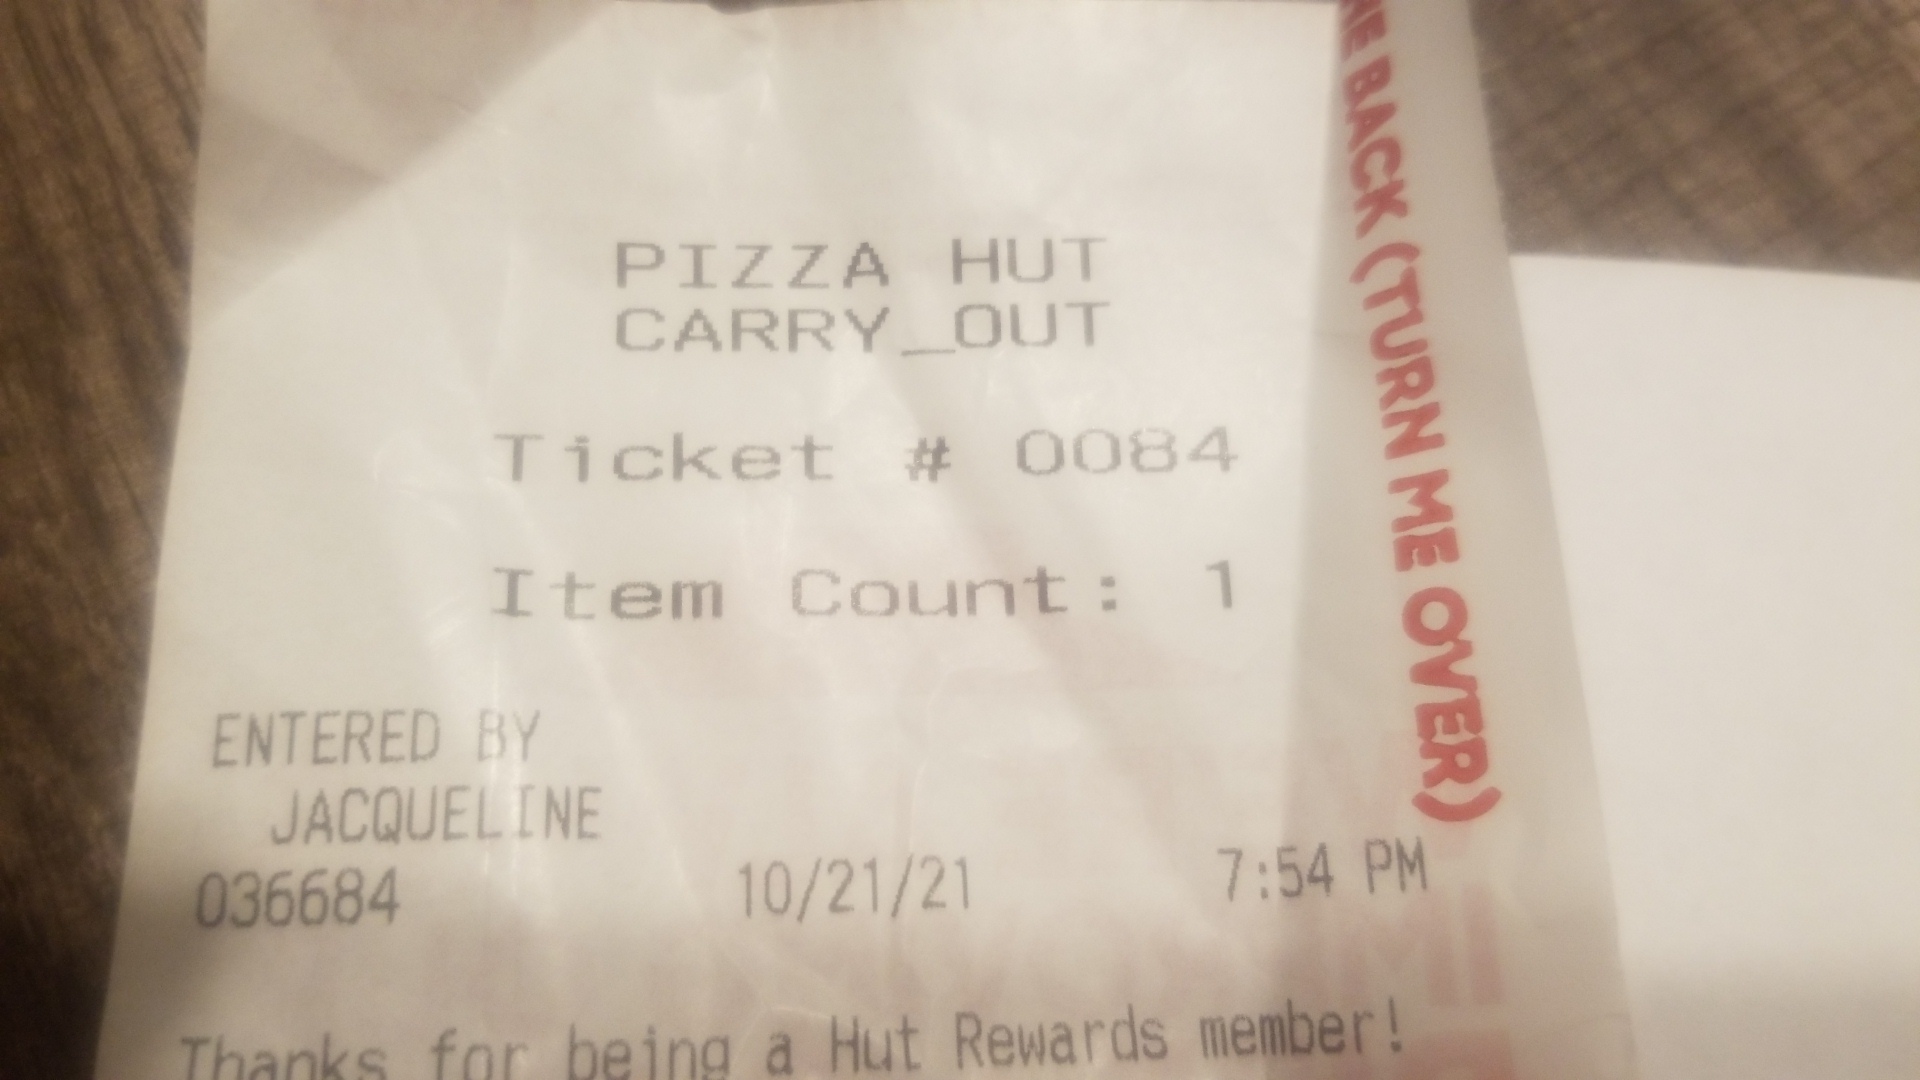 PIZZA HUT
CARRY_OUT
Ticket # 0084
Item Count: 1
ENTERED BY
JACQUELINE
036684 10/21/21 7:54 PM
Thanks for being a Hut Rewards member!
BACK (TURN ME OVER)